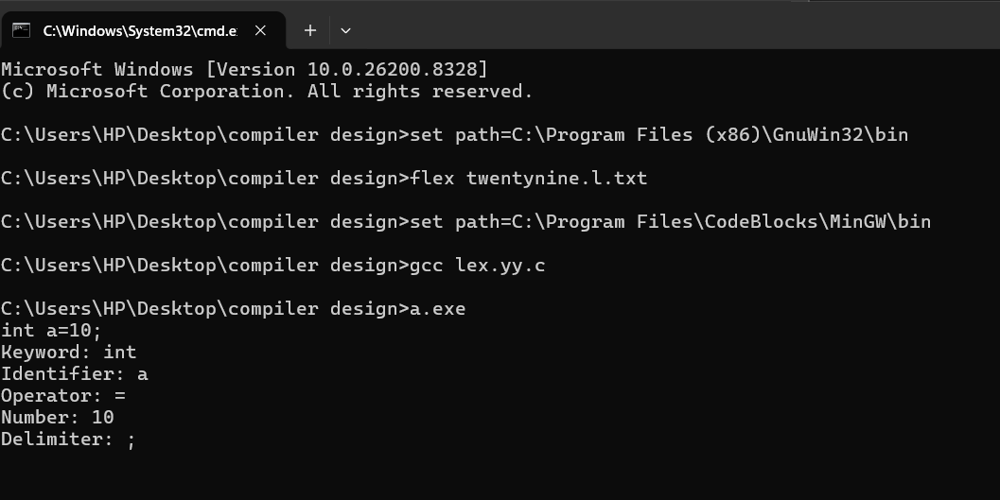 C:\Windows\System32\cmd.e
Microsoft Windows [Version 10.0.26200.8328]
(c) Microsoft Corporation. All rights reserved.
C:\Users\HP\Desktop\compiler design>set path=C:\Program Files (x86)\GnuWin32\bin
C:\Users\HP\Desktop\compiler design>flex twentynine.l.txt
C:\Users\HP\Desktop\compiler design>set path=C:\Program Files\CodeBlocks\MinGW\bin
C:\Users\HP\Desktop\compiler design>gcc lex.yy.c
C:\Users\HP\Desktop\compiler design>a.exe
int a=10;
Keyword: int
Identifier: a
Operator: =
Number: 10
Delimiter: ;